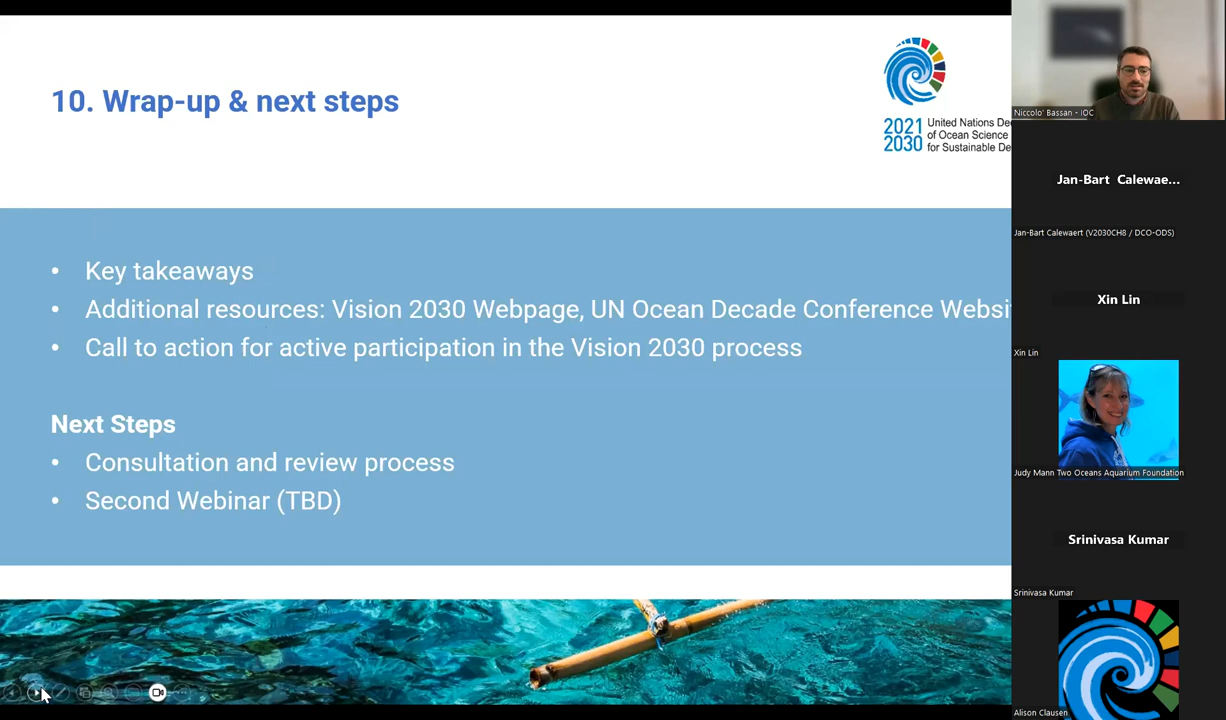 10. Wrap-up & next steps
2021
2030
United Nations De
of Ocean Science
for Sustainable De
• Key takeaways
• Additional resources: Vision 2030 Webpage, UN Ocean Decade Conference Websi
• Call to action for active participation in the Vision 2030 process
Next Steps
• Consultation and review process
• Second Webinar (TBD)
Niccolo' Bassan - IOC
Jan-Bart Calewae...
Jan-Bart Calewaert (V2030CH8 / DCO-ODS)
Xin Lin
Xin Lin
Judy Mann Two Oceans Aquarium Foundation
Srinivasa Kumar
Srinivasa Kumar
Alison Clausen